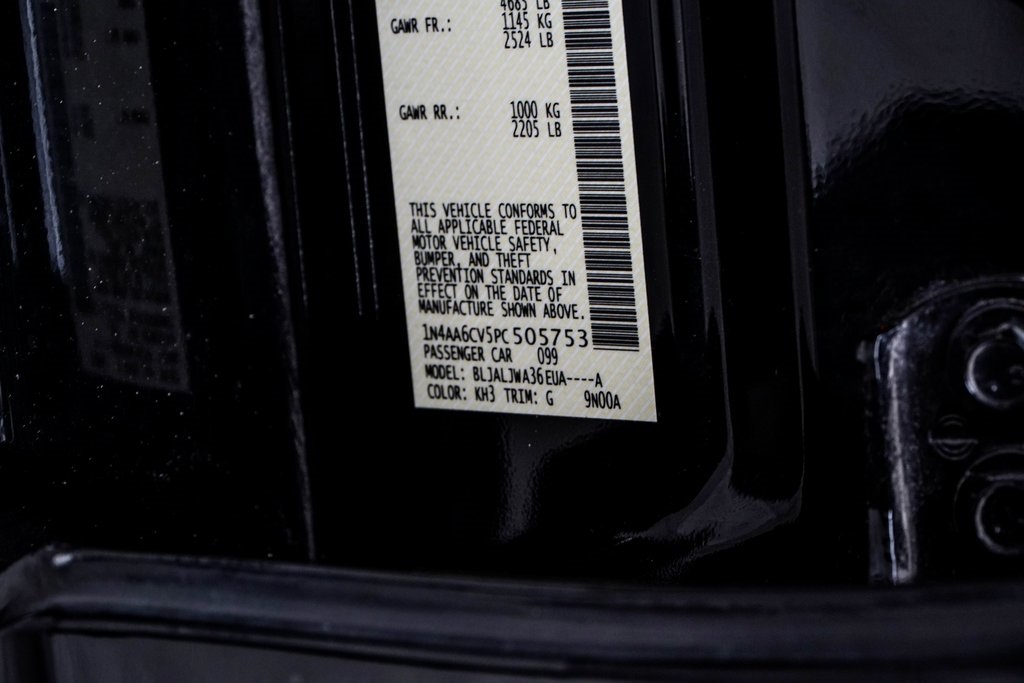 4685 LB
GAWR FR.: 1145 KG
2524 LB
GAWR RR.: 1000 KG
2205 LB
THIS VEHICLE CONFORMS TO
ALL APPLICABLE FEDERAL
MOTOR VEHICLE SAFETY,
BUMPER, AND THEFT
PREVENTION STANDARDS IN
EFFECT ON THE DATE OF
MANUFACTURE SHOWN ABOVE.
1N4AA6CV5PC505753
PASSENGER CAR 099
MODEL: BLJALJWA36EUA----A
COLOR: KH3 TRIM: G 9N00A